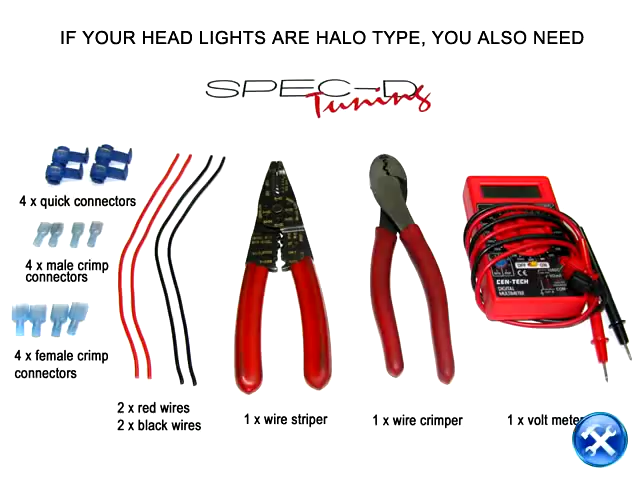 IF YOUR HEAD LIGHTS ARE HALO TYPE, YOU ALSO NEED
SPEC-D
Tuning
4 x quick connectors
4 x male crimp
connectors
4 x female crimp
connectors
2 x red wires
2 x black wires
1 x wire striper
1 x wire crimper
1 x volt meter
OFF
ON
CEN-TECH
DIGITAL
MULTIMETER
COM